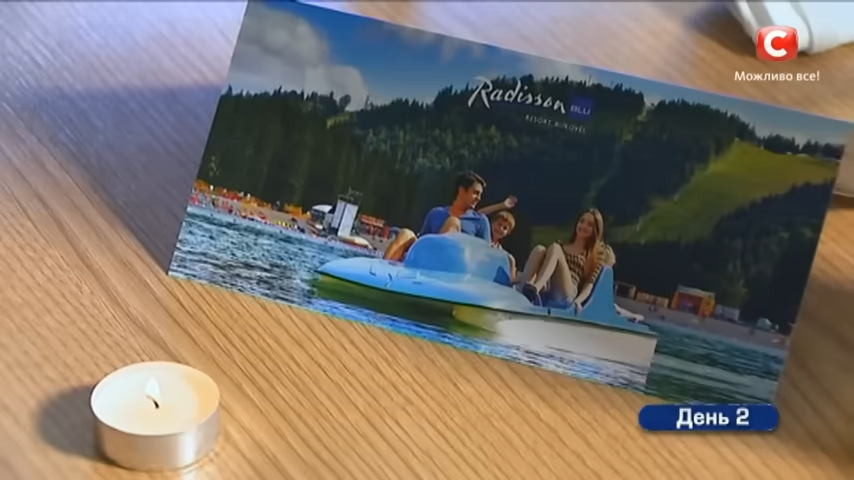 С
Можливо все!
Radisson BLU
RESORT, BUKOVEL
День 2